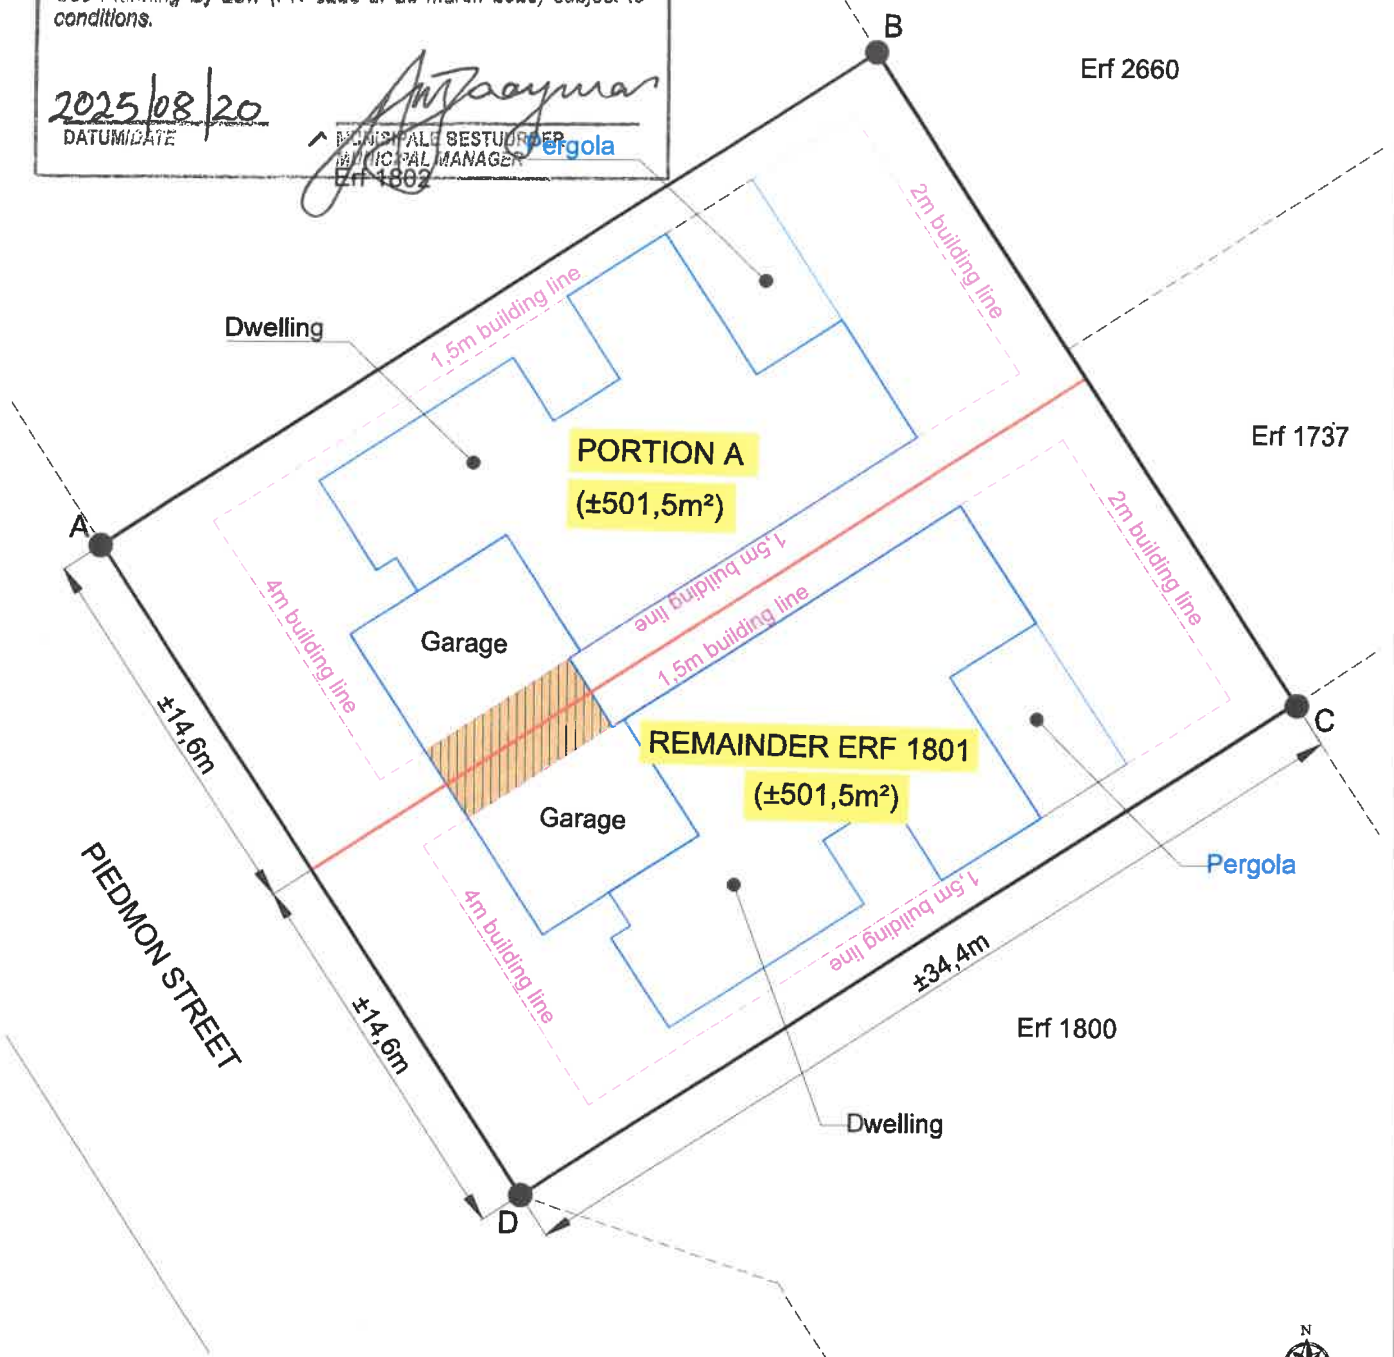 conditions.
2025/08/20
DATUM/DATE
MUNISIPALE BESTUURDER
MUNICIPAL MANAGER
Erf 1802
Pergola
B
Erf 2660
2m building line
1,5m building line
Dwelling
Erf 1737
PORTION A
(±501,5m²)
A
2m building line
1,5m building line
4m building line
1,5m building line
Garage
C
±14,6m
REMAINDER ERF 1801
(±501,5m²)
Garage
Pergola
PIEDMON STREET
4m building line
1,5m building line
±34,4m
±14,6m
Erf 1800
Dwelling
D
N